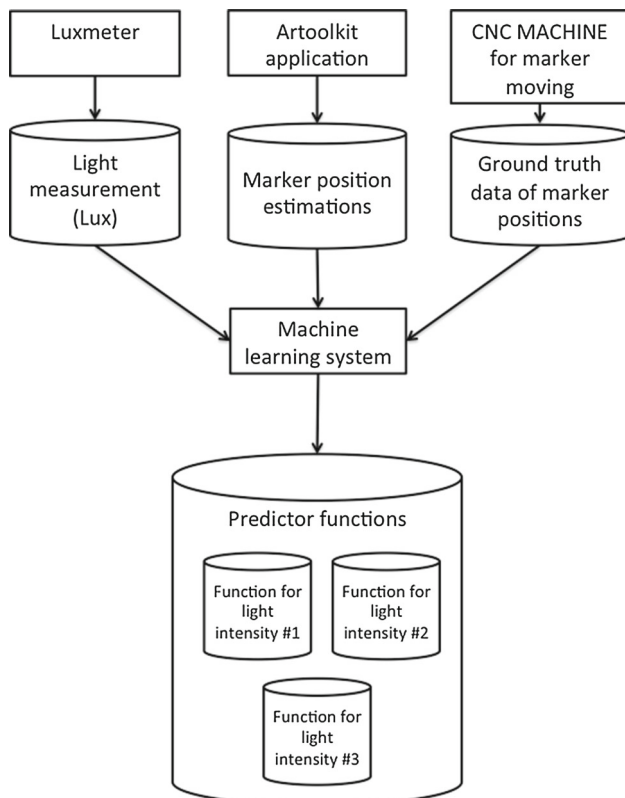 Luxmeter
Artoolkit
application
CNC MACHINE
for marker
moving
Light
measurement
(Lux)
Marker position
estimations
Ground truth
data of marker
positions
Machine
learning system
Predictor functions
Function for
light
intensity #1
Function for
light
intensity #2
Function for
light
intensity #3